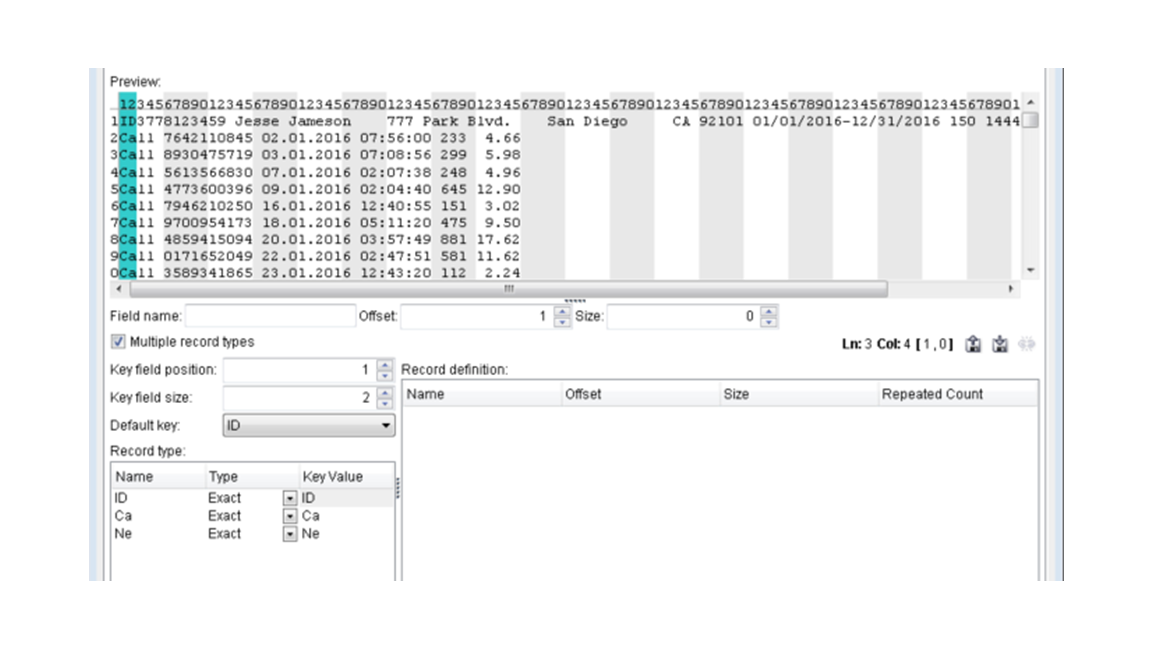 Preview:
12345678901234567890123456789012345678901234567890123456789012345678901234567890123456789012345678901
1ID3778123459 Jesse Jameson    777 Park Blvd.    San Diego     CA 92101 01/01/2016-12/31/2016 150 1444
2Call 7642110845 02.01.2016 07:56:00 233  4.66
3Call 8930475719 03.01.2016 07:08:56 299  5.98
4Call 5613566830 07.01.2016 02:07:38 248  4.96
5Call 4773600396 09.01.2016 02:04:40 645 12.90
6Call 7946210250 16.01.2016 12:40:55 151  3.02
7Call 9700954173 18.01.2016 05:11:20 475  9.50
8Call 4859415094 20.01.2016 03:57:49 881 17.62
9Call 0171652049 22.01.2016 02:47:51 581 11.62
0Call 3589341865 23.01.2016 12:43:20 112  2.24
Field name: Offset: 1 Size: 0
Multiple record types
Ln: 3 Col: 4 [1,0]
Key field position: 1 Record definition:
Key field size: 2 Name Offset Size Repeated Count
Default key: ID
Record type:
Name Type Key Value
ID Exact ID
Ca Exact Ca
Ne Exact Ne